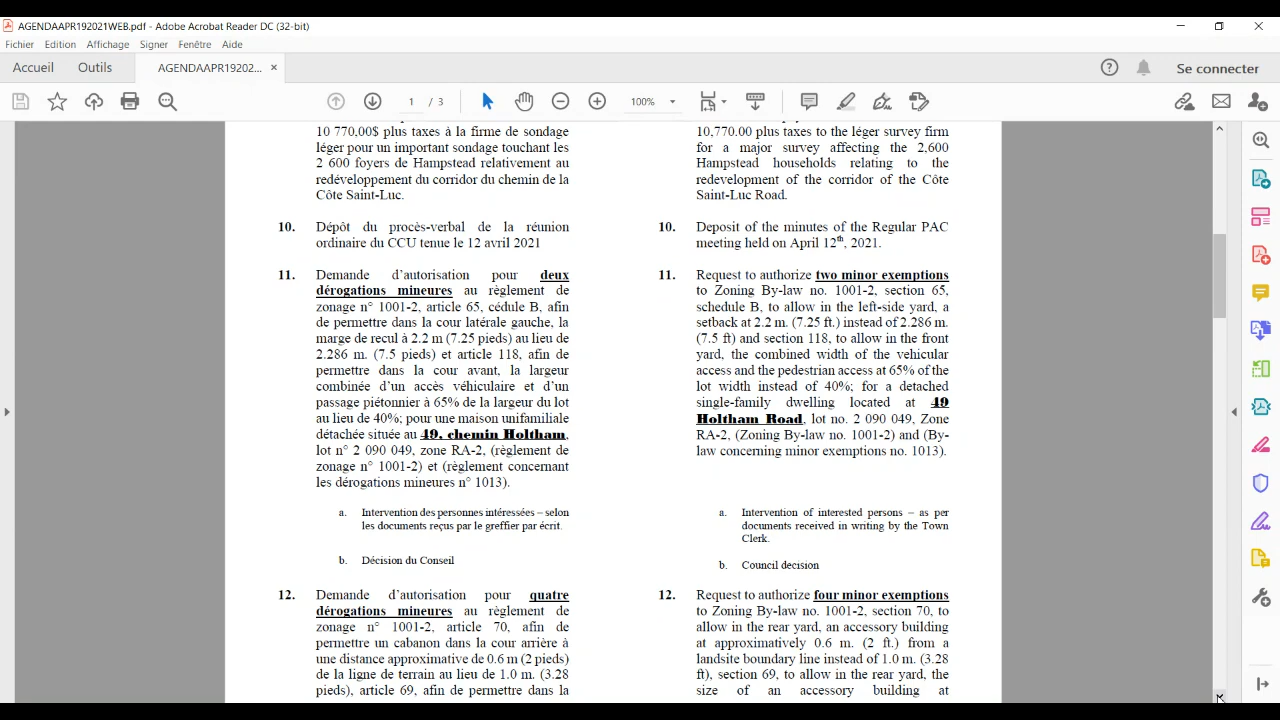 AGENDAAPR192021WEB.pdf - Adobe Acrobat Reader DC (32-bit)
Fichier Edition Affichage Signer Fenêtre Aide
Accueil Outils AGENDAAPR19202... × Se connecter
1 / 3 100%
10 770,00$ plus taxes à la firme de sondage
léger pour un important sondage touchant les
2 600 foyers de Hampstead relativement au
redéveloppement du corridor du chemin de la
Côte Saint-Luc.
10. Dépôt du procès-verbal de la réunion
ordinaire du CCU tenue le 12 avril 2021
11. Demande d'autorisation pour deux
dérogations mineures au règlement de
zonage n° 1001-2, article 65, cédule B, afin
de permettre dans la cour latérale gauche, la
marge de recul à 2.2 m (7.25 pieds) au lieu de
2.286 m. (7.5 pieds) et article 118, afin de
permettre dans la cour avant, la largeur
combinée d'un accès véhiculaire et d'un
passage piétonnier à 65% de la largeur du lot
au lieu de 40%; pour une maison unifamiliale
détachée située au 49, chemin Holtham,
lot n° 2 090 049, zone RA-2, (règlement de
zonage n° 1001-2) et (règlement concernant
les dérogations mineures n° 1013).
a. Intervention des personnes intéressées – selon
les documents reçus par le greffier par écrit.
b. Décision du Conseil
12. Demande d'autorisation pour quatre
dérogations mineures au règlement de
zonage n° 1001-2, article 70, afin de
permettre un cabanon dans la cour arrière à
une distance approximative de 0.6 m (2 pieds)
de la ligne de terrain au lieu de 1.0 m. (3.28
pieds), article 69, afin de permettre dans la
10,770.00 plus taxes to the léger survey firm
for a major survey affecting the 2,600
Hampstead households relating to the
redevelopment of the corridor of the Côte
Saint-Luc Road.
10. Deposit of the minutes of the Regular PAC
meeting held on April 12th, 2021.
11. Request to authorize two minor exemptions
to Zoning By-law no. 1001-2, section 65,
schedule B, to allow in the left-side yard, a
setback at 2.2 m. (7.25 ft.) instead of 2.286 m.
(7.5 ft) and section 118, to allow in the front
yard, the combined width of the vehicular
access and the pedestrian access at 65% of the
lot width instead of 40%; for a detached
single-family dwelling located at 49
Holtham Road, lot no. 2 090 049, Zone
RA-2, (Zoning By-law no. 1001-2) and (By-
law concerning minor exemptions no. 1013).
a. Intervention of interested persons – as per
documents received in writing by the Town
Clerk.
b. Council decision
12. Request to authorize four minor exemptions
to Zoning By-law no. 1001-2, section 70, to
allow in the rear yard, an accessory building
at approximately 0.6 m. (2 ft.) from a
landsite boundary line instead of 1.0 m. (3.28
ft), section 69, to allow in the rear yard, the
size of an accessory building at